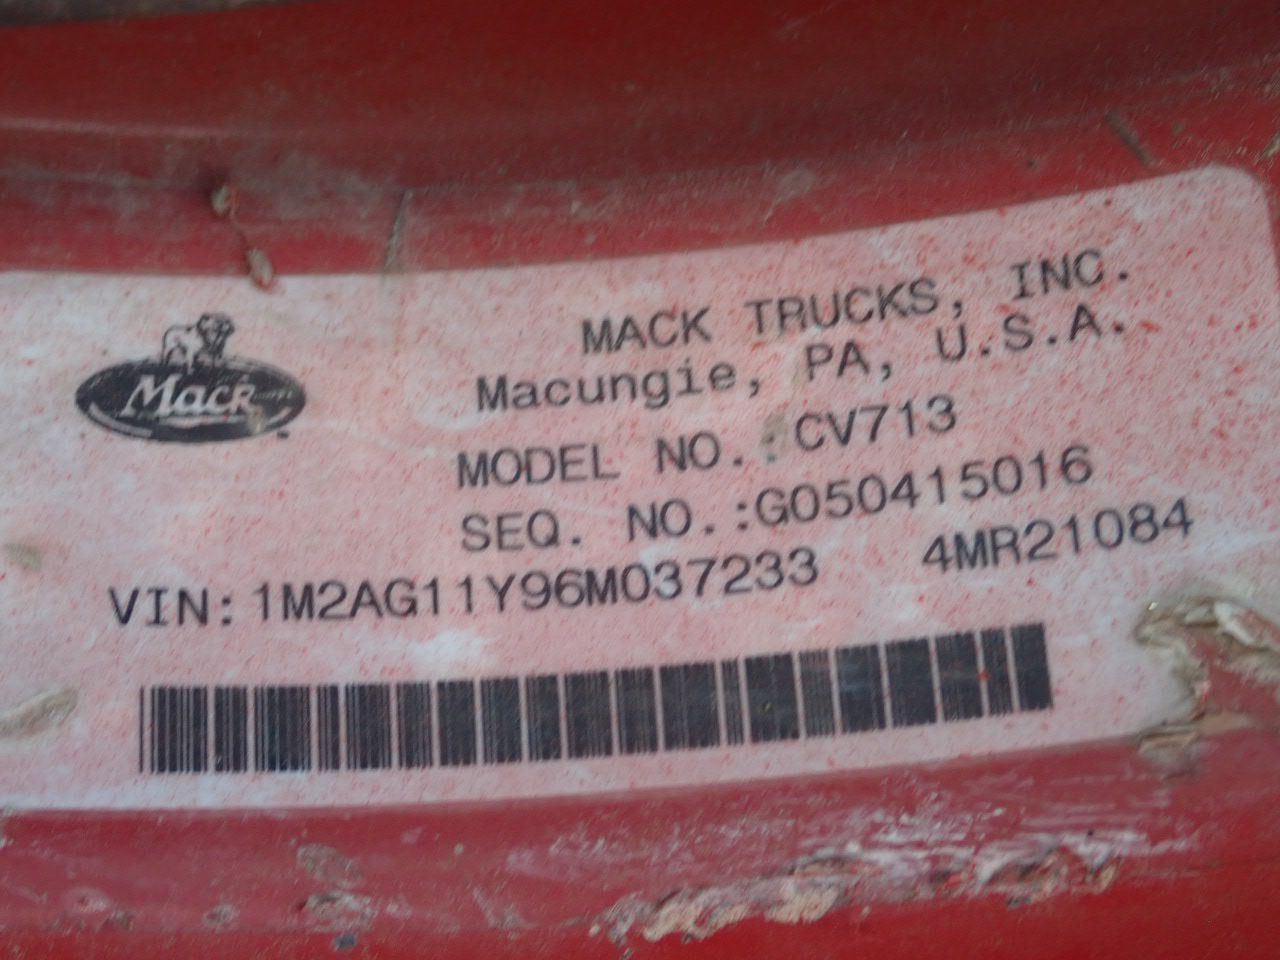 Mack
MACK TRUCKS, INC.
Macungie, PA, U.S.A.
MODEL NO.:CV713
SEQ. NO.:G050415016
VIN:1M2AG11Y96M037233 4MR21084